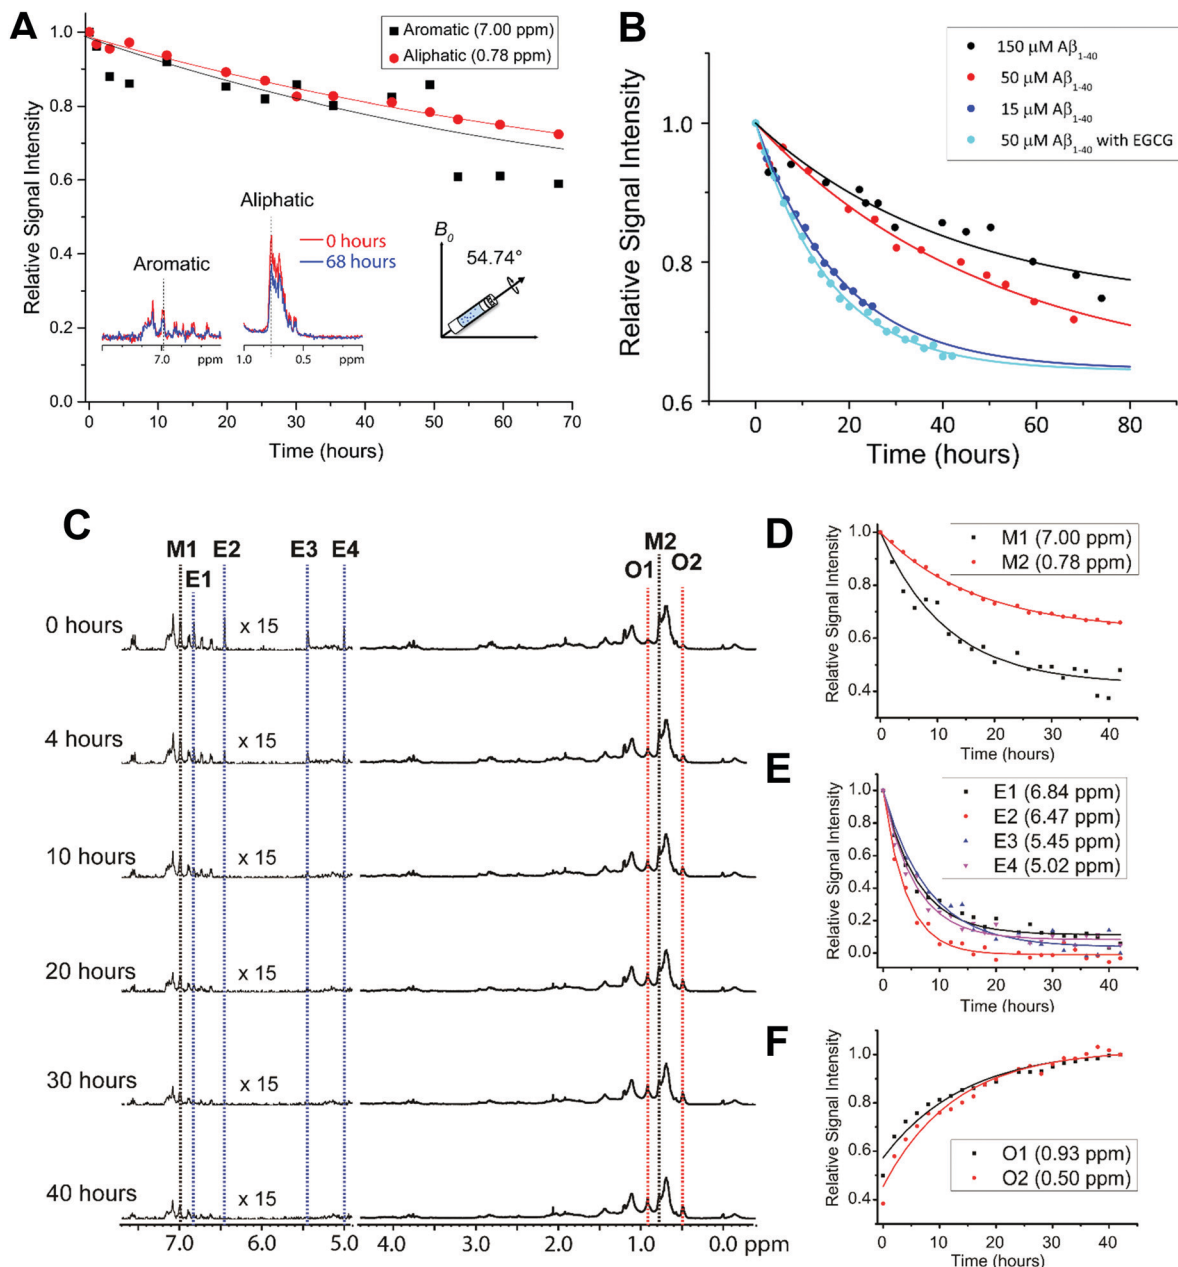 A
Relative Signal Intensity
1.0
0.8
0.6
0.4
0.2
0.0
0
10
20
30
40
50
60
70
Time (hours)
Aromatic (7.00 ppm)
Aliphatic (0.78 ppm)
Aliphatic
Aromatic
0 hours
68 hours
7.0
ppm
1.0
0.5
ppm
B0
54.74°
B
Relative Signal Intensity
1.0
0.8
0.6
0
20
40
60
80
Time (hours)
150 μM Aβ1-40
50 μM Aβ1-40
15 μM Aβ1-40
50 μM Aβ1-40 with EGCG
C
M1
E1
E2
E3
E4
O1
M2
O2
0 hours
x 15
4 hours
x 15
10 hours
x 15
20 hours
x 15
30 hours
x 15
40 hours
x 15
7.0
6.0
5.0
4.0
3.0
2.0
1.0
0.0
ppm
D
Relative Signal Intensity
1.0
0.8
0.6
0.4
0
10
20
30
40
Time (hours)
M1 (7.00 ppm)
M2 (0.78 ppm)
E
Relative Signal Intensity
1.0
0.8
0.6
0.4
0.2
0.0
0
10
20
30
40
Time (hours)
E1 (6.84 ppm)
E2 (6.47 ppm)
E3 (5.45 ppm)
E4 (5.02 ppm)
F
Relative Signal Intensity
1.0
0.8
0.6
0.4
0
10
20
30
40
Time (hours)
O1 (0.93 ppm)
O2 (0.50 ppm)